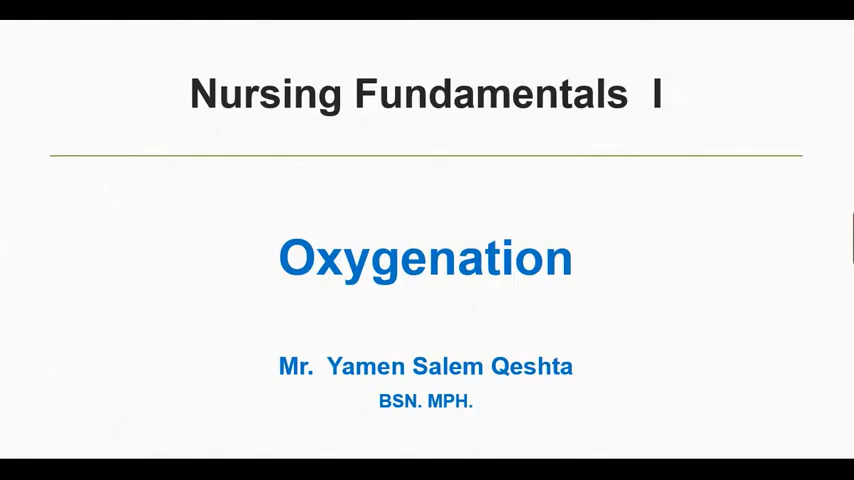 Nursing Fundamentals I
Oxygenation
Mr. Yamen Salem Qeshta
BSN. MPH.